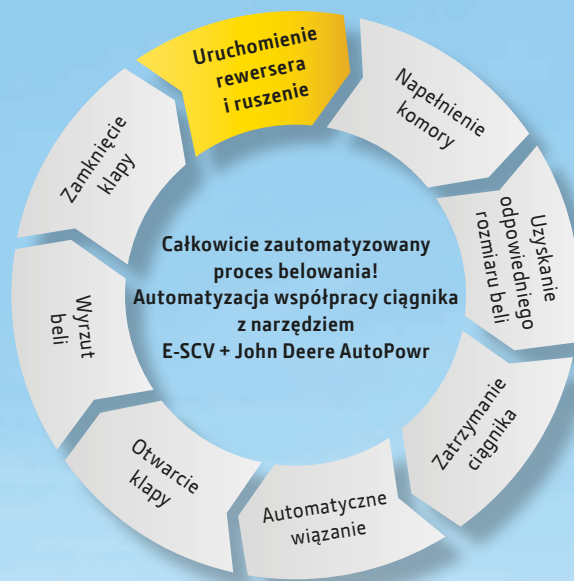 Uruchomienie
rewersera
i ruszenie
Napełnienie
komory
Uzyskanie
odpowiedniego
rozmiaru beli
Zatrzymanie
ciągnika
Automatyczne
wiązanie
Otwarcie
klapy
Wyrzut
beli
Zamknięcie
klapy
Całkowicie zautomatyzowany
proces belowania!
Automatyzacja współpracy ciągnika
z narzędziem
E-SCV + John Deere AutoPowr